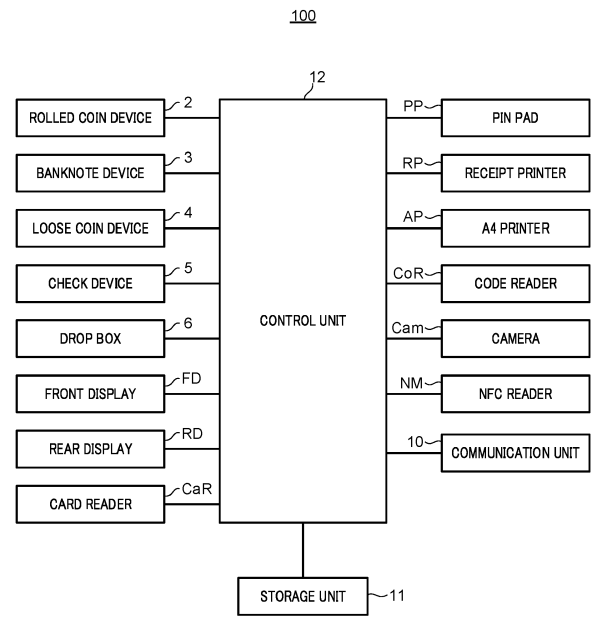 100
12
ROLLED COIN DEVICE 2
BANKNOTE DEVICE 3
LOOSE COIN DEVICE 4
CHECK DEVICE 5
DROP BOX 6
FRONT DISPLAY FD
REAR DISPLAY RD
CARD READER CaR
CONTROL UNIT
PP PIN PAD
RP RECEIPT PRINTER
AP A4 PRINTER
CoR CODE READER
Cam CAMERA
NM NFC READER
10 COMMUNICATION UNIT
STORAGE UNIT 11